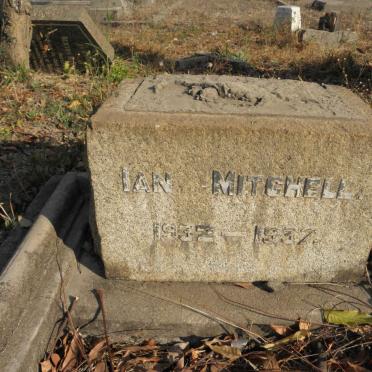 IAN MITCHELL.
1932 - 1937.